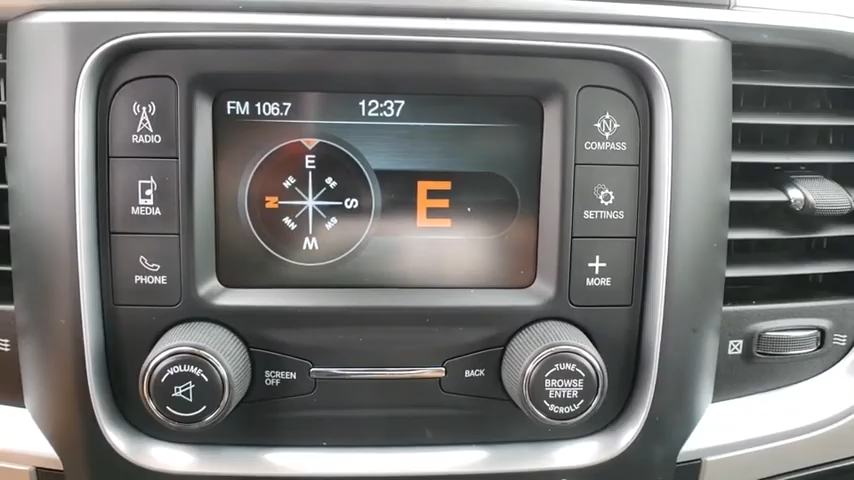 FM 106.7
12:37
E
NE
SE
N
S
NW
SW
W
E
RADIO
MEDIA
PHONE
N
COMPASS
SETTINGS
+
MORE
VOLUME
SCREEN
OFF
BACK
TUNE
BROWSE
ENTER
SCROLL